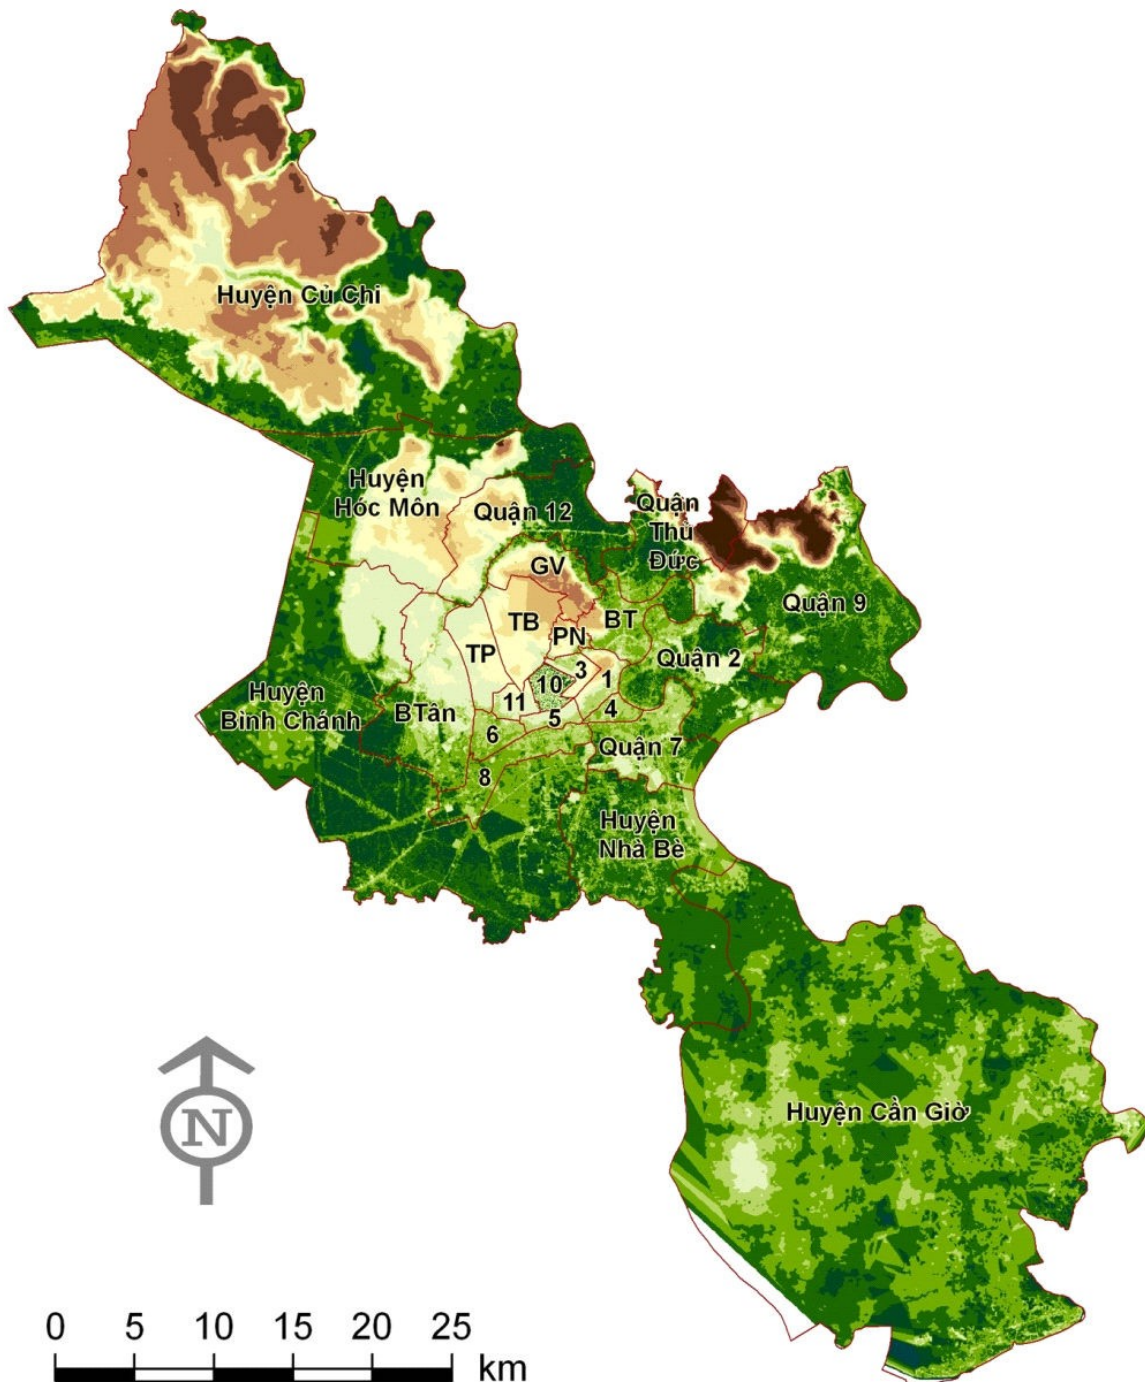 Huyện Củ Chi
Huyện
Hóc Môn
Quận 12
Quận
Thủ
Đức
GV
Quận 9
TB
BT
PN
TP
Quận 2
3
1
10
11
Huyện
Bình Chánh
BTân
4
5
6
Quận 7
8
Huyện
Nhà Bè
Huyện Cần Giờ
N
0 5 10 15 20 25
km